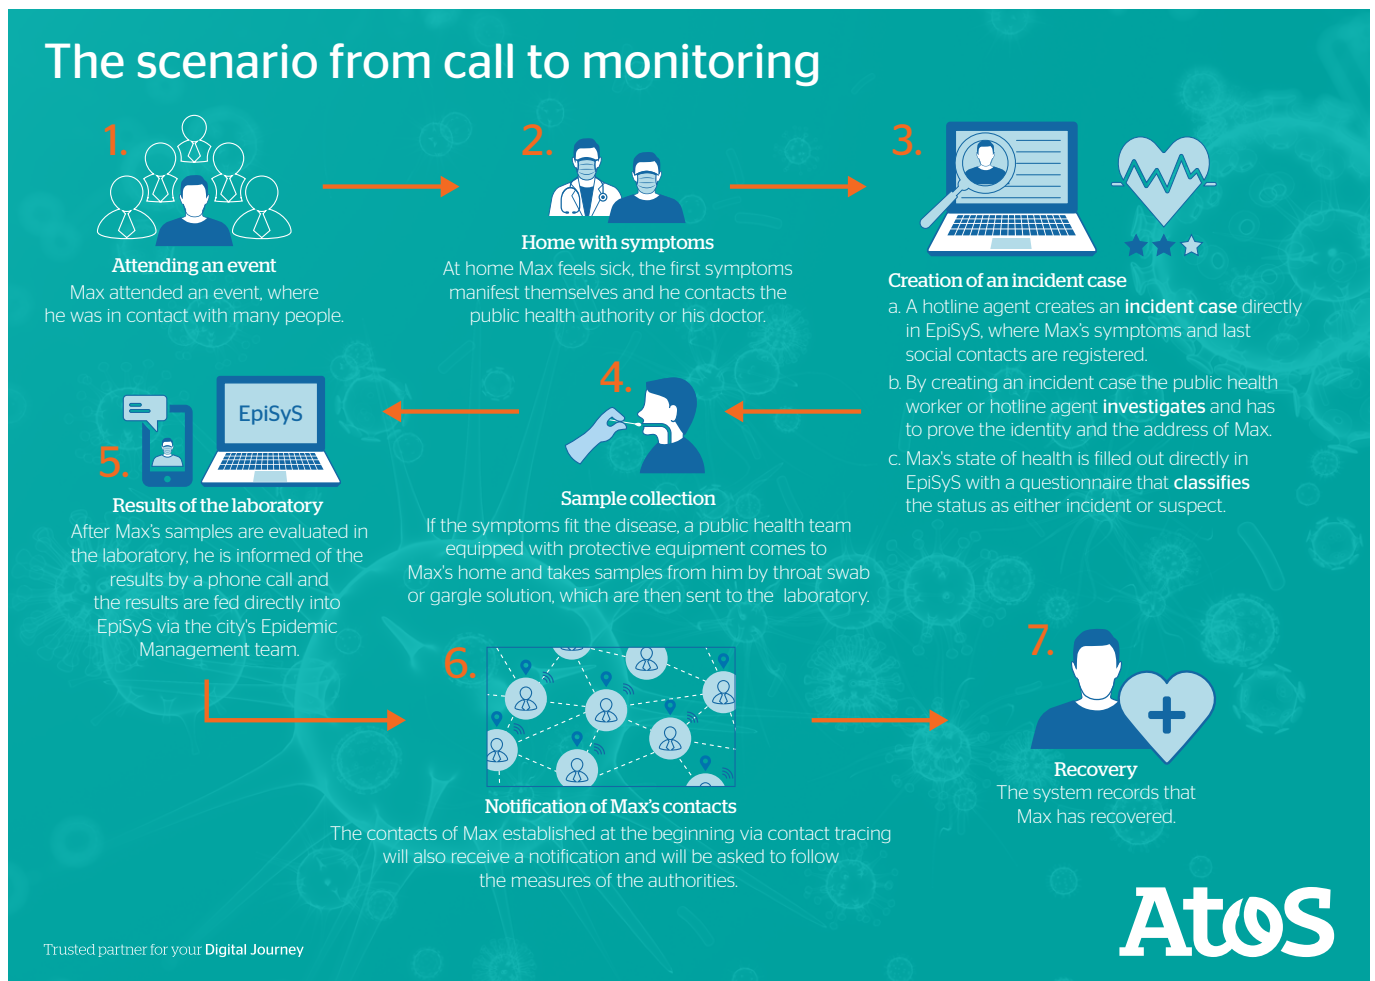 The scenario from call to monitoring
1.
Attending an event
Max attended an event, where
he was in contact with many people.
2.
Home with symptoms
At home Max feels sick, the first symptoms
manifest themselves and he contacts the
public health authority or his doctor.
3.
Creation of an incident case
a. A hotline agent creates an incident case directly
in EpiSyS, where Max's symptoms and last
social contacts are registered.
b. By creating an incident case the public health
worker or hotline agent investigates and has
to prove the identity and the address of Max.
c. Max's state of health is filled out directly in
EpiSyS with a questionnaire that classifies
the status as either incident or suspect.
4.
Sample collection
If the symptoms fit the disease, a public health team
equipped with protective equipment comes to
Max's home and takes samples from him by throat swab
or gargle solution, which are then sent to the laboratory.
5.
EpiSyS
Results of the laboratory
After Max's samples are evaluated in
the laboratory, he is informed of the
results by a phone call and
the results are fed directly into
EpiSyS via the city's Epidemic
Management team.
6.
Notification of Max's contacts
The contacts of Max established at the beginning via contact tracing
will also receive a notification and will be asked to follow
the measures of the authorities.
7.
Recovery
The system records that
Max has recovered.
Trusted partner for your Digital Journey
Atos